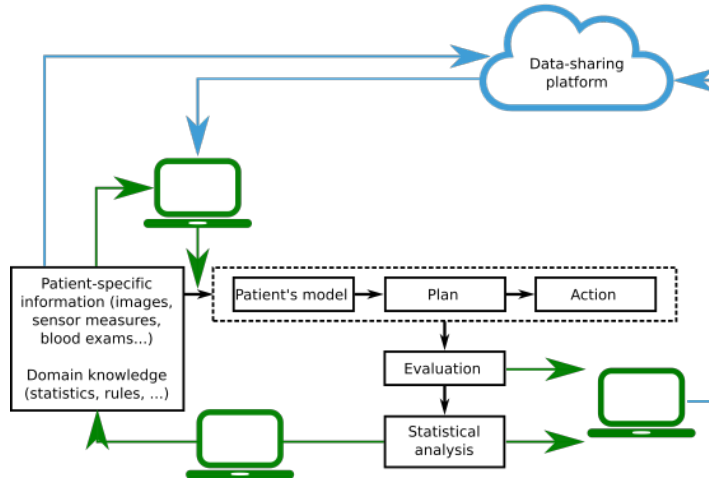 Data-sharing
platform
Patient-specific
information (images,
sensor measures,
blood exams...)
Domain knowledge
(statistics, rules, ...)
Patient's model
Plan
Action
Evaluation
Statistical
analysis